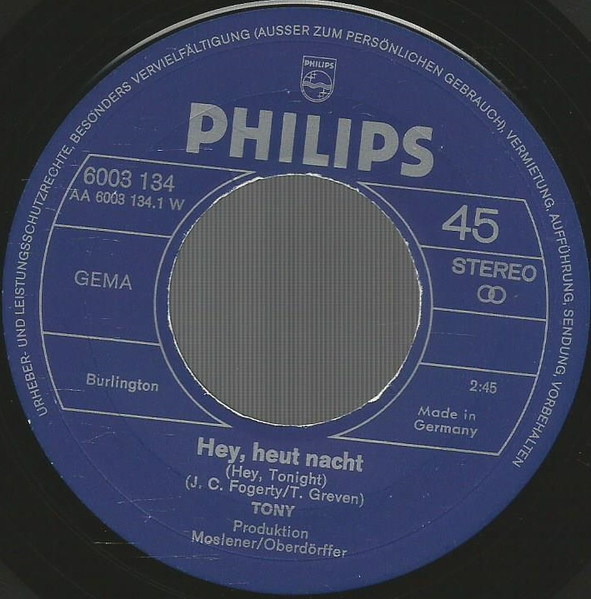 URHEBER- UND LEISTUNGSSCHUTZRECHTE, BESONDERS VERVIELFÄLTIGUNG (AUSSER ZUM PERSÖNLICHEN GEBRAUCH), VERMIETUNG, AUFFÜHRUNG, SENDUNG, VORBEHALTEN
PHILIPS
PHILIPS
6003 134
AA 6003 134.1 W
45
STEREO
GEMA
Burlington
2:45
Made in
Germany
Hey, heut nacht
(Hey, Tonight)
(J. C. Fogerty/T. Greven)
TONY
Produktion
Moslener/Oberdörffer